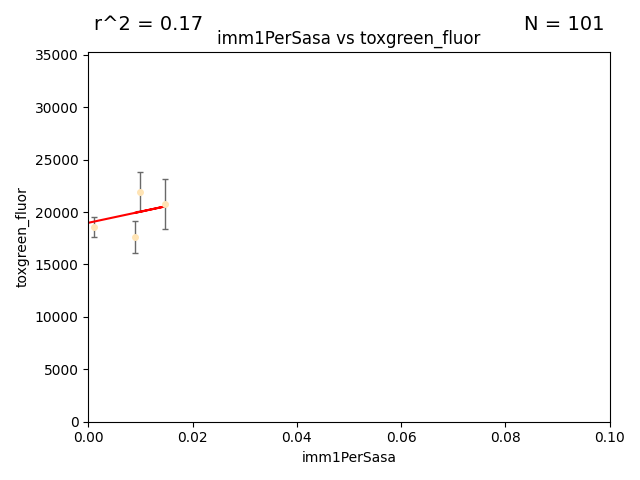 r^2 = 0.17
N = 101
imm1PerSasa vs toxgreen_fluor
35000
30000
25000
20000
15000
10000
5000
0
toxgreen_fluor
0.00
0.02
0.04
0.06
0.08
0.10
imm1PerSasa